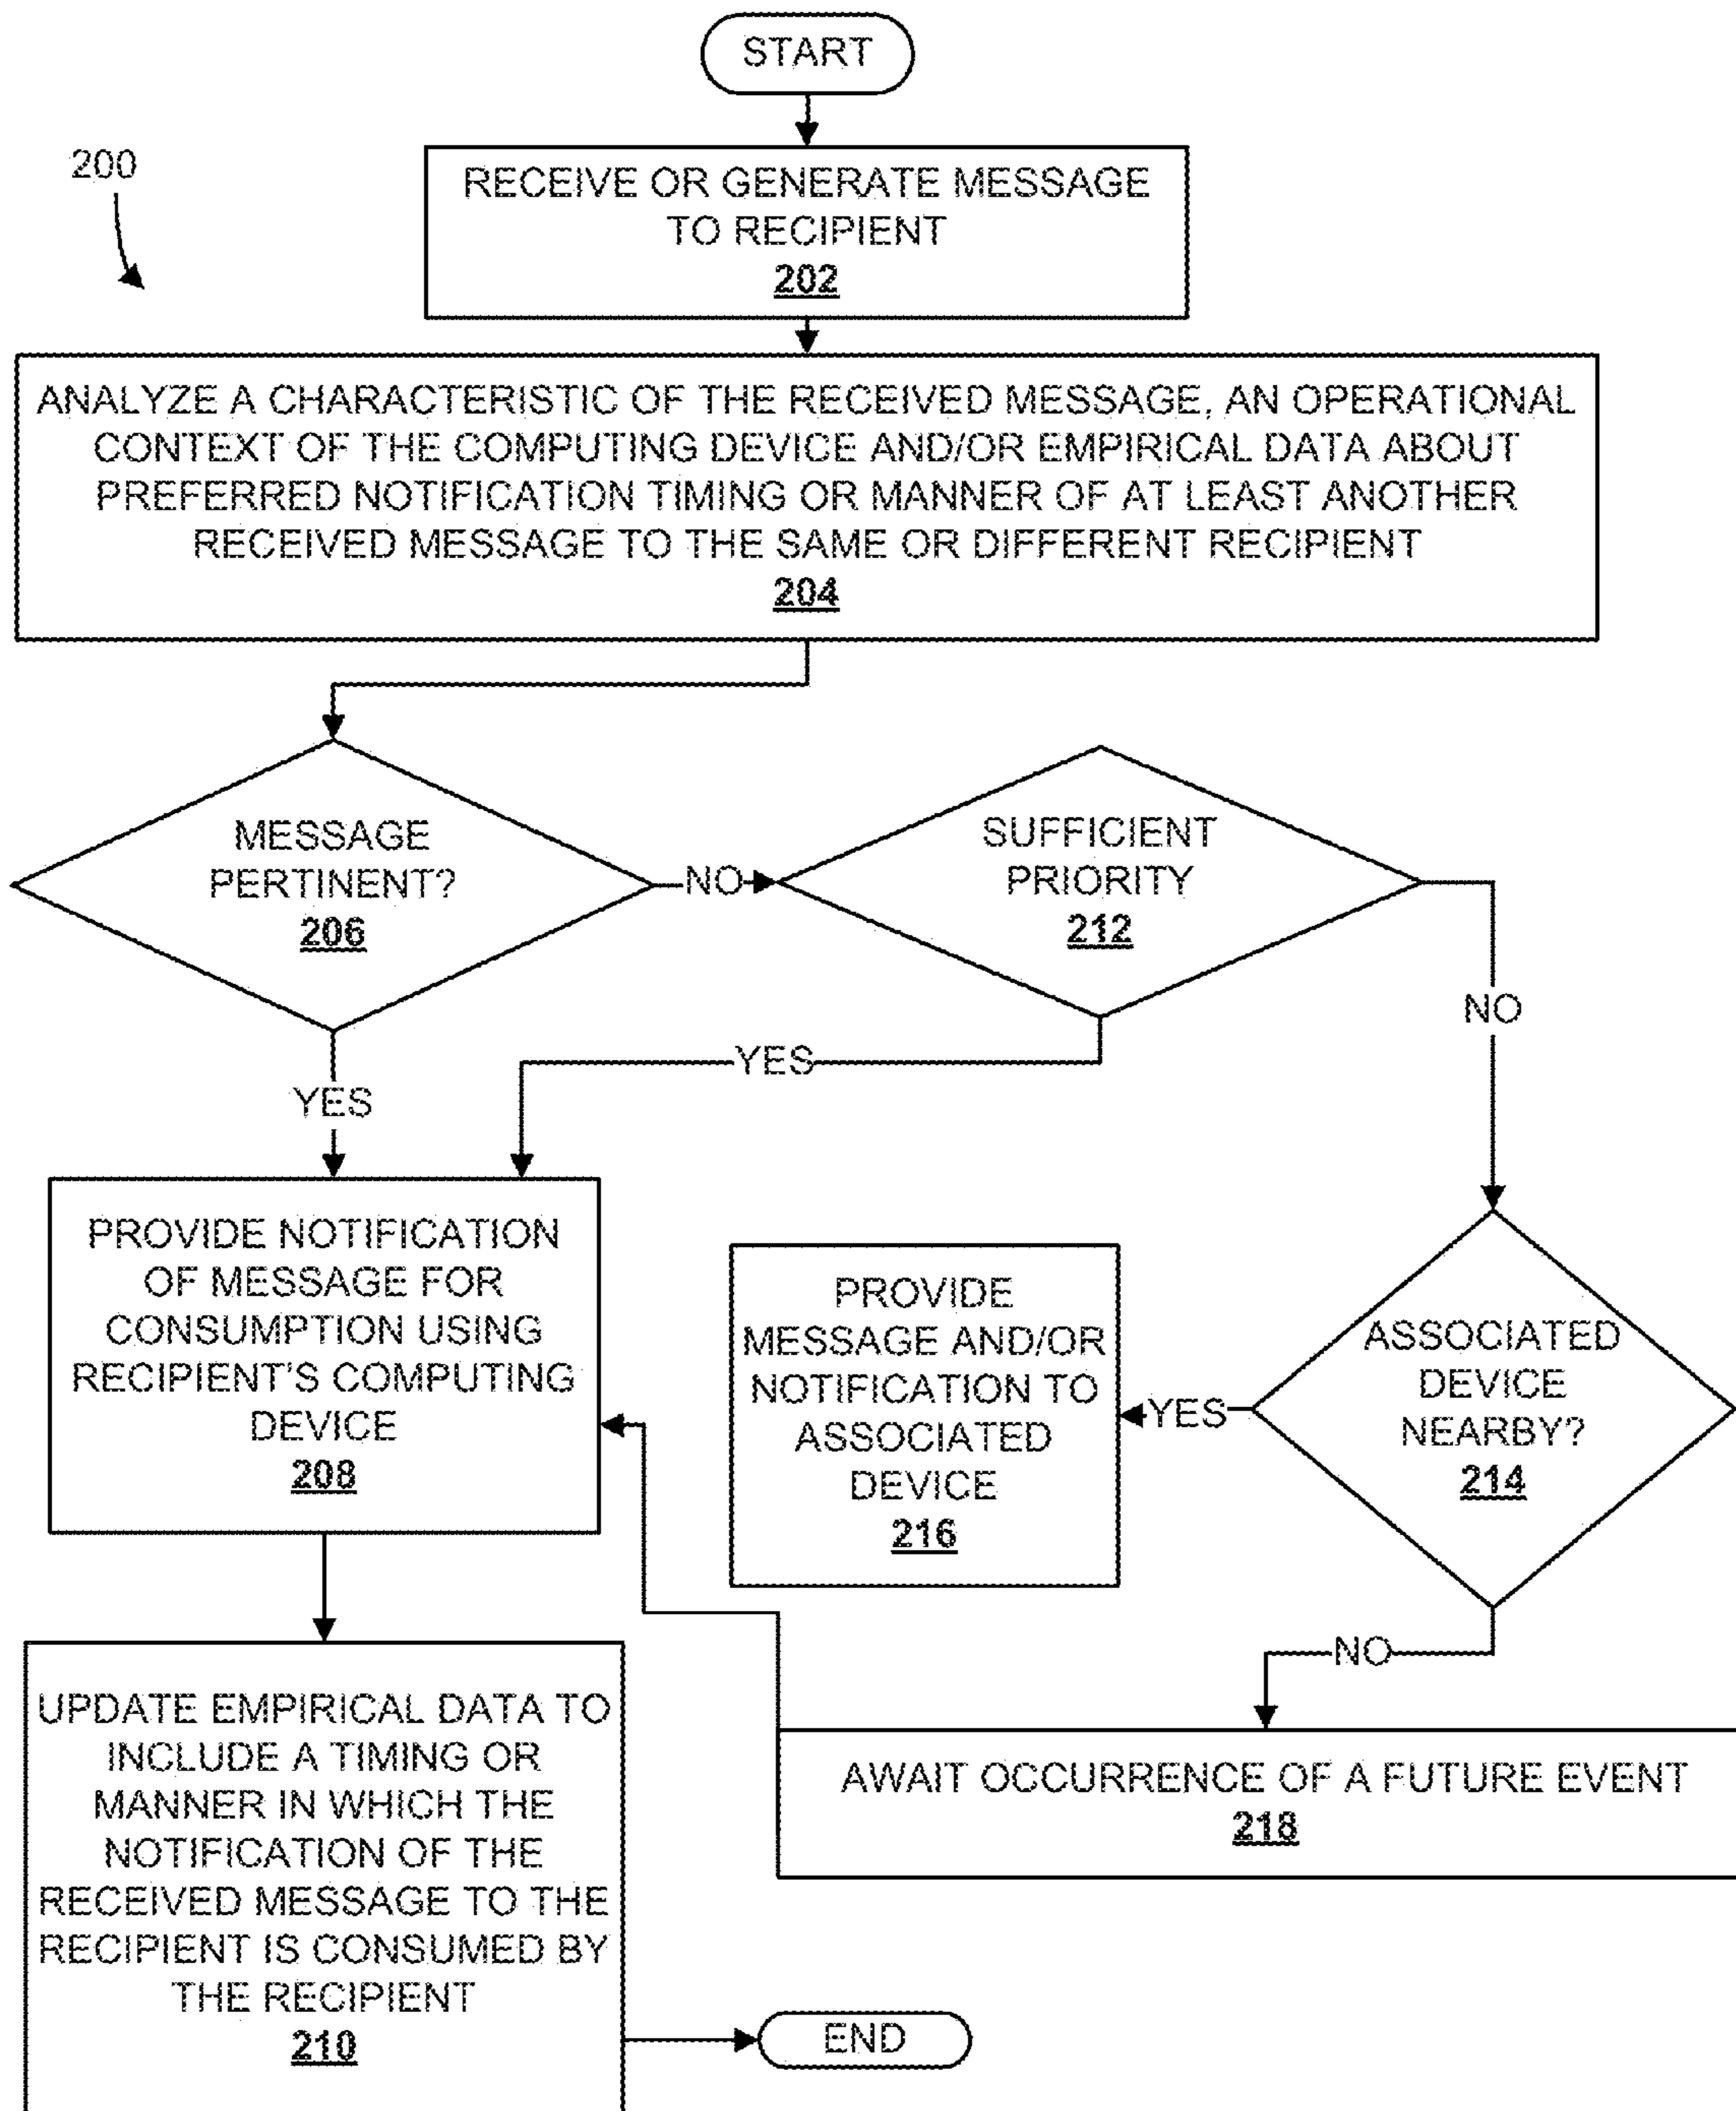 START
200
RECEIVE OR GENERATE MESSAGE
TO RECIPIENT
202
ANALYZE A CHARACTERISTIC OF THE RECEIVED MESSAGE, AN OPERATIONAL
CONTEXT OF THE COMPUTING DEVICE AND/OR EMPIRICAL DATA ABOUT
PREFERRED NOTIFICATION TIMING OR MANNER OF AT LEAST ANOTHER
RECEIVED MESSAGE TO THE SAME OR DIFFERENT RECIPIENT
204
MESSAGE
PERTINENT?
206
NO
SUFFICIENT
PRIORITY
212
NO
YES
YES
PROVIDE NOTIFICATION
OF MESSAGE FOR
CONSUMPTION USING
RECIPIENT'S COMPUTING
DEVICE
208
PROVIDE
MESSAGE AND/OR
NOTIFICATION TO
ASSOCIATED
DEVICE
216
YES
ASSOCIATED
DEVICE
NEARBY?
214
NO
AWAIT OCCURRENCE OF A FUTURE EVENT
218
UPDATE EMPIRICAL DATA TO
INCLUDE A TIMING OR
MANNER IN WHICH THE
NOTIFICATION OF THE
RECEIVED MESSAGE TO THE
RECIPIENT IS CONSUMED BY
THE RECIPIENT
210
END